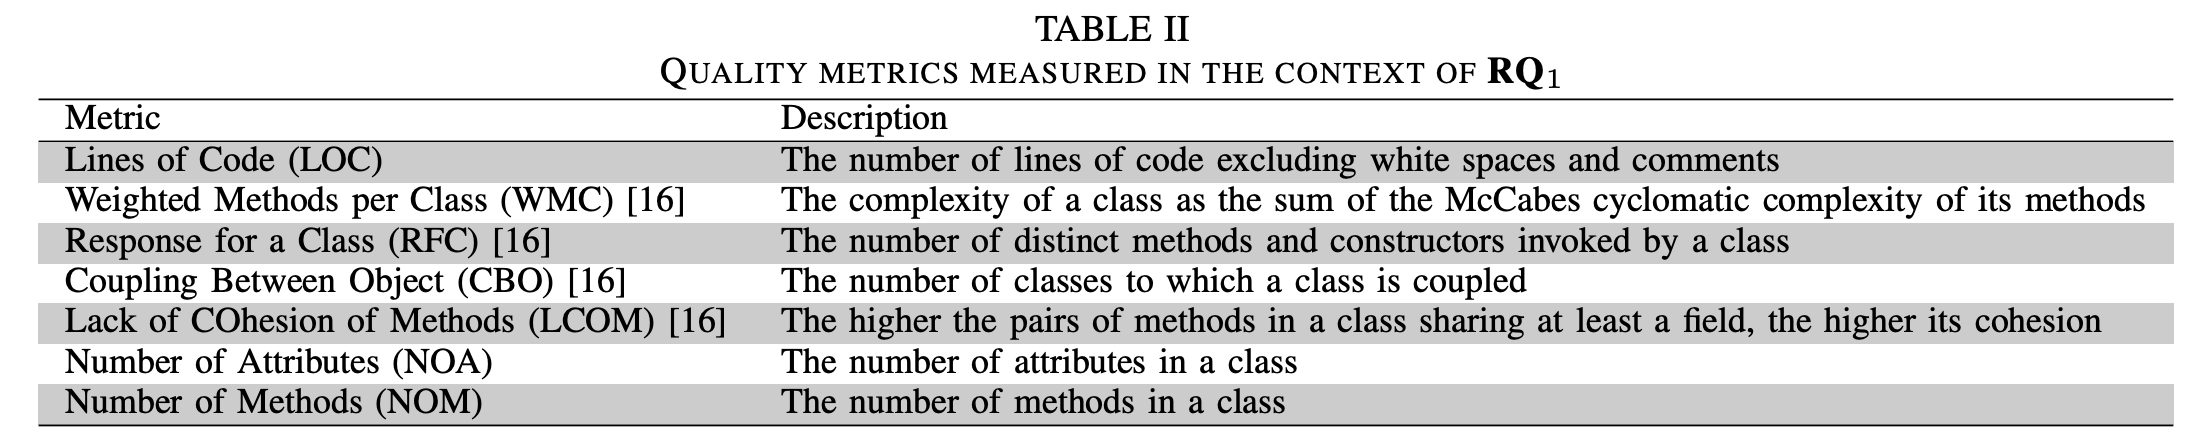 TABLE II
QUALITY METRICS MEASURED IN THE CONTEXT OF RQ1
Metric Description
Lines of Code (LOC) The number of lines of code excluding white spaces and comments
Weighted Methods per Class (WMC) [16] The complexity of a class as the sum of the McCabes cyclomatic complexity of its methods
Response for a Class (RFC) [16] The number of distinct methods and constructors invoked by a class
Coupling Between Object (CBO) [16] The number of classes to which a class is coupled
Lack of COhesion of Methods (LCOM) [16] The higher the pairs of methods in a class sharing at least a field, the higher its cohesion
Number of Attributes (NOA) The number of attributes in a class
Number of Methods (NOM) The number of methods in a class